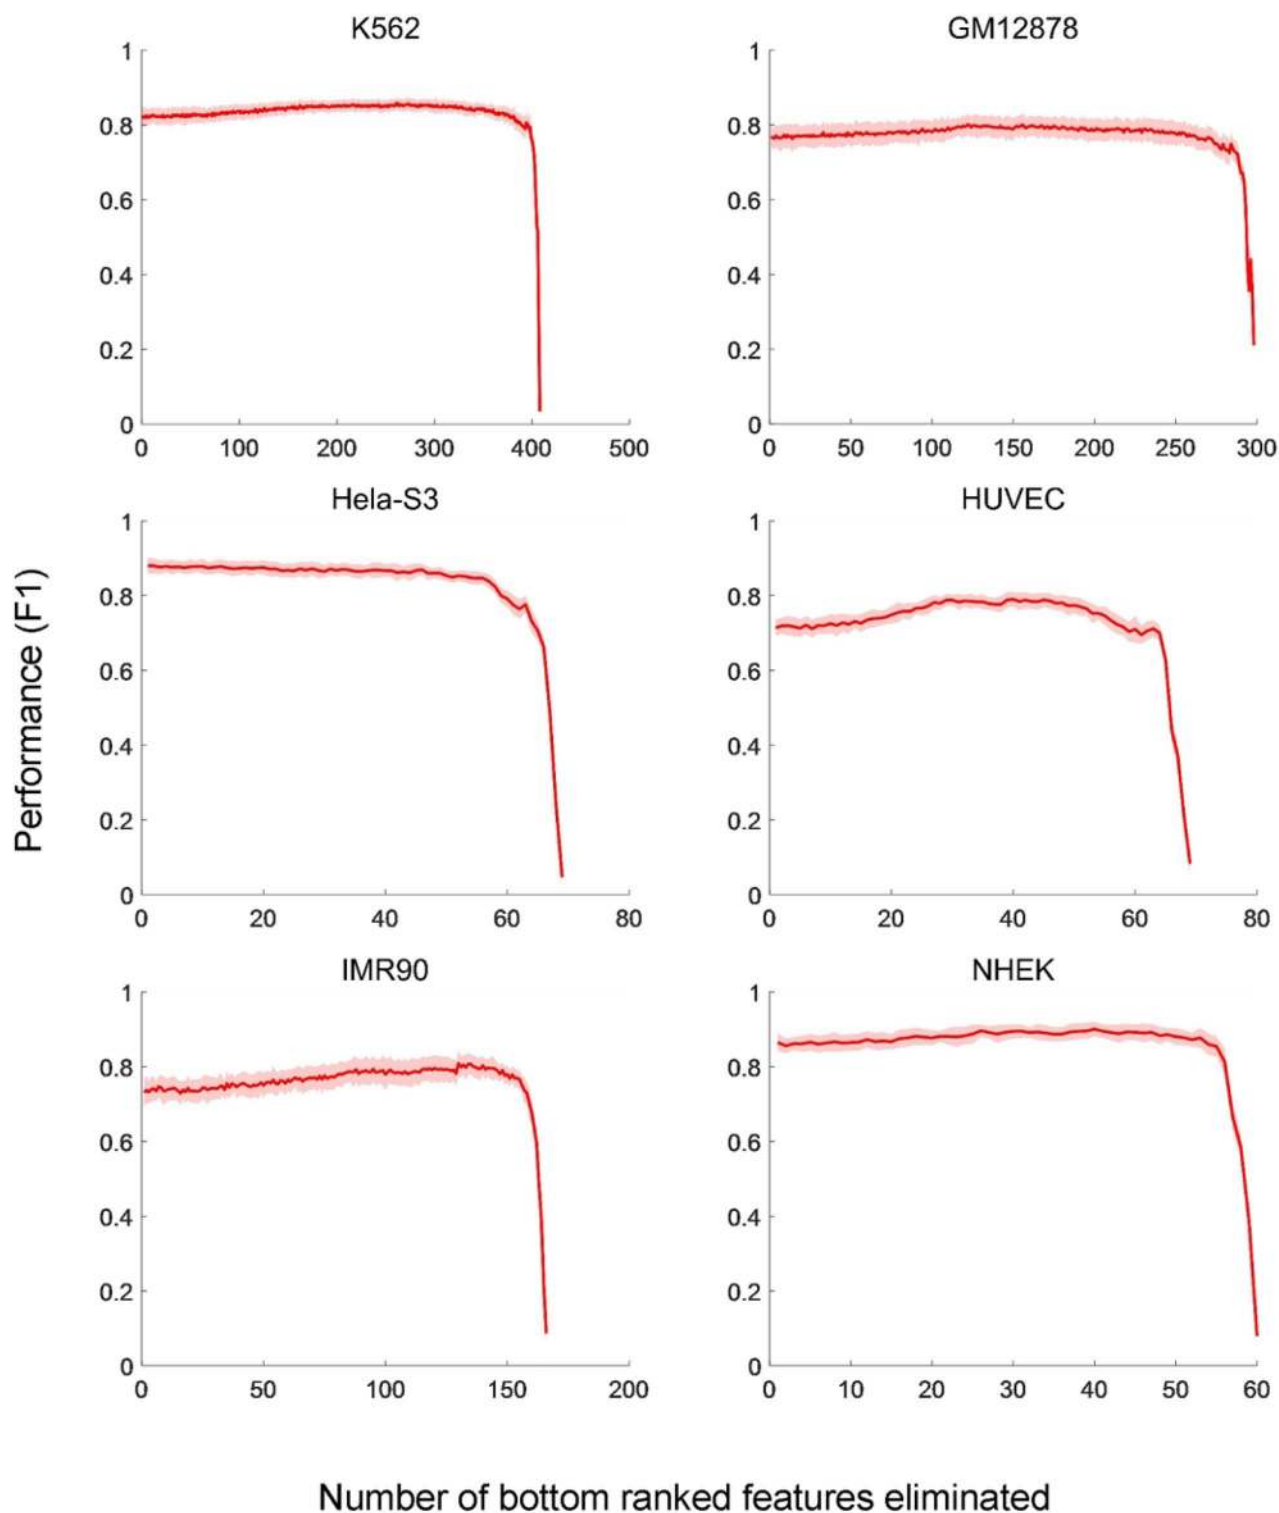 K562
GM12878
1
0.8
0.6
0.4
0.2
0
0 100 200 300 400 500
1
0.8
0.6
0.4
0.2
0
0 50 100 150 200 250 300
Hela-S3
HUVEC
1
0.8
0.6
0.4
0.2
0
0 20 40 60 80
1
0.8
0.6
0.4
0.2
0
0 20 40 60 80
Performance (F1)
IMR90
NHEK
1
0.8
0.6
0.4
0.2
0
0 50 100 150 200
1
0.8
0.6
0.4
0.2
0
0 10 20 30 40 50 60
Number of bottom ranked features eliminated